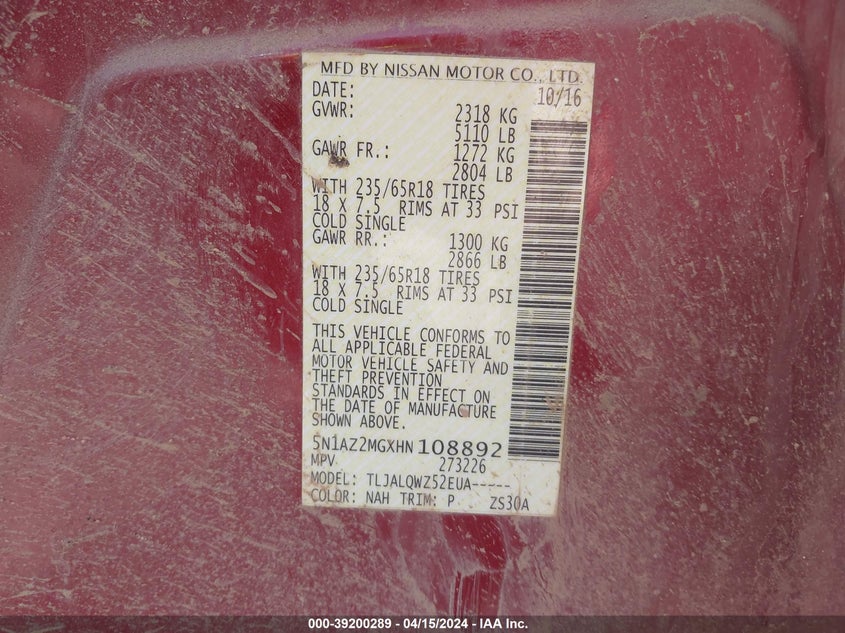 MFD BY NISSAN MOTOR CO., LTD.
DATE: 10/16
GVWR: 2318 KG
5110 LB
GAWR FR.: 1272 KG
2804 LB
WITH 235/65R18 TIRES
18 X 7.5 RIMS AT 33 PSI
COLD SINGLE
GAWR RR.: 1300 KG
2866 LB
WITH 235/65R18 TIRES
18 X 7.5 RIMS AT 33 PSI
COLD SINGLE
THIS VEHICLE CONFORMS TO
ALL APPLICABLE FEDERAL
MOTOR VEHICLE SAFETY AND
THEFT PREVENTION
STANDARDS IN EFFECT ON
THE DATE OF MANUFACTURE
SHOWN ABOVE.
5N1AZ2MGXHN108892
MPV 273226
MODEL: TLJALQWZ52EUA-----
COLOR: NAH TRIM: P ZS30A
000-39200289 - 04/15/2024 - IAA Inc.